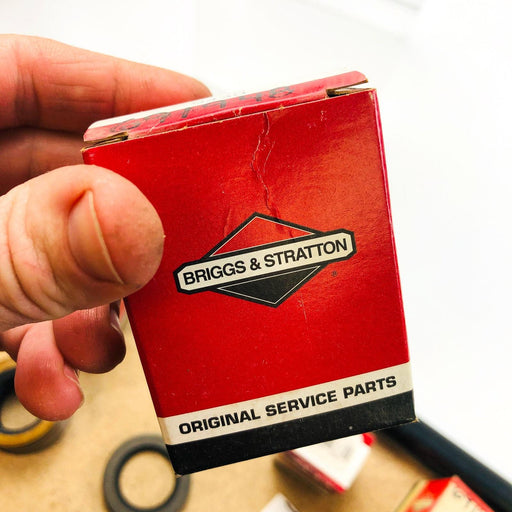 BRIGGS & STRATTON
ORIGINAL SERVICE PARTS